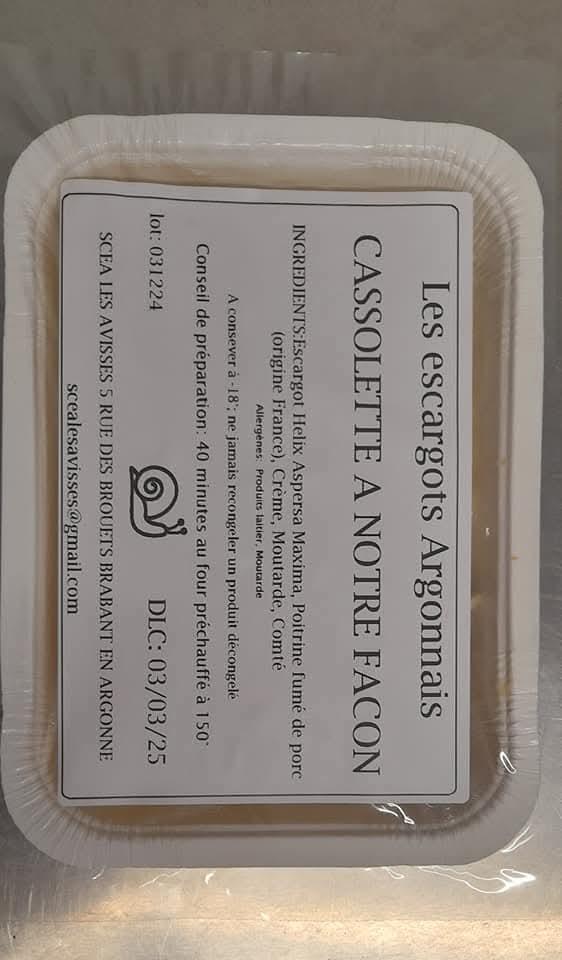 Les escargots Argonnais
CASSOLETTE A NOTRE FACON
INGREDIENTS:Escargot Helix Aspersa Maxima, Poitrine fumé de porc
(origine France), Crème, Moutarde, Comté
Allergènes: Produits laitier, Moutarde
A consever à -18°; ne jamais recongeler un produit décongelé
Conseil de préparation: 40 minutes au four préchauffé à 150°
lot: 031224 DLC: 03/03/25
SCEA LES AVISSES 5 RUE DES BROUETS BRABANT EN ARGONNE
scealesavisses@gmail.com